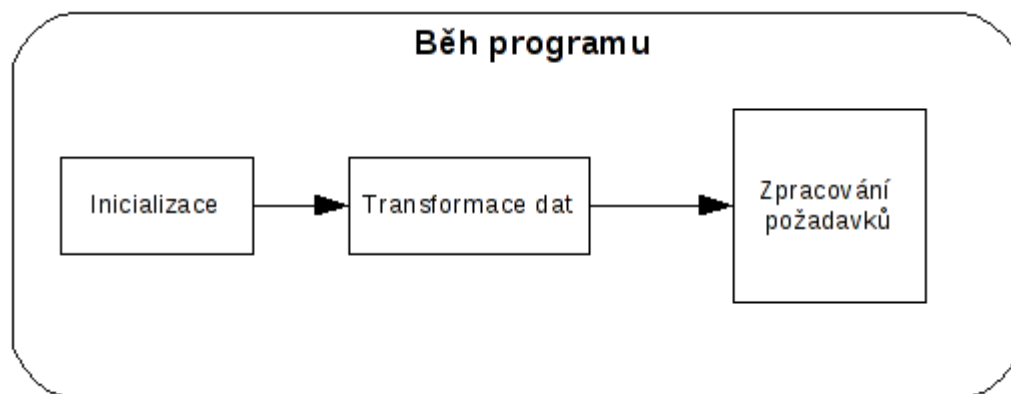 Běh programu
Inicializace
Transformace dat
Zpracování
požadavků